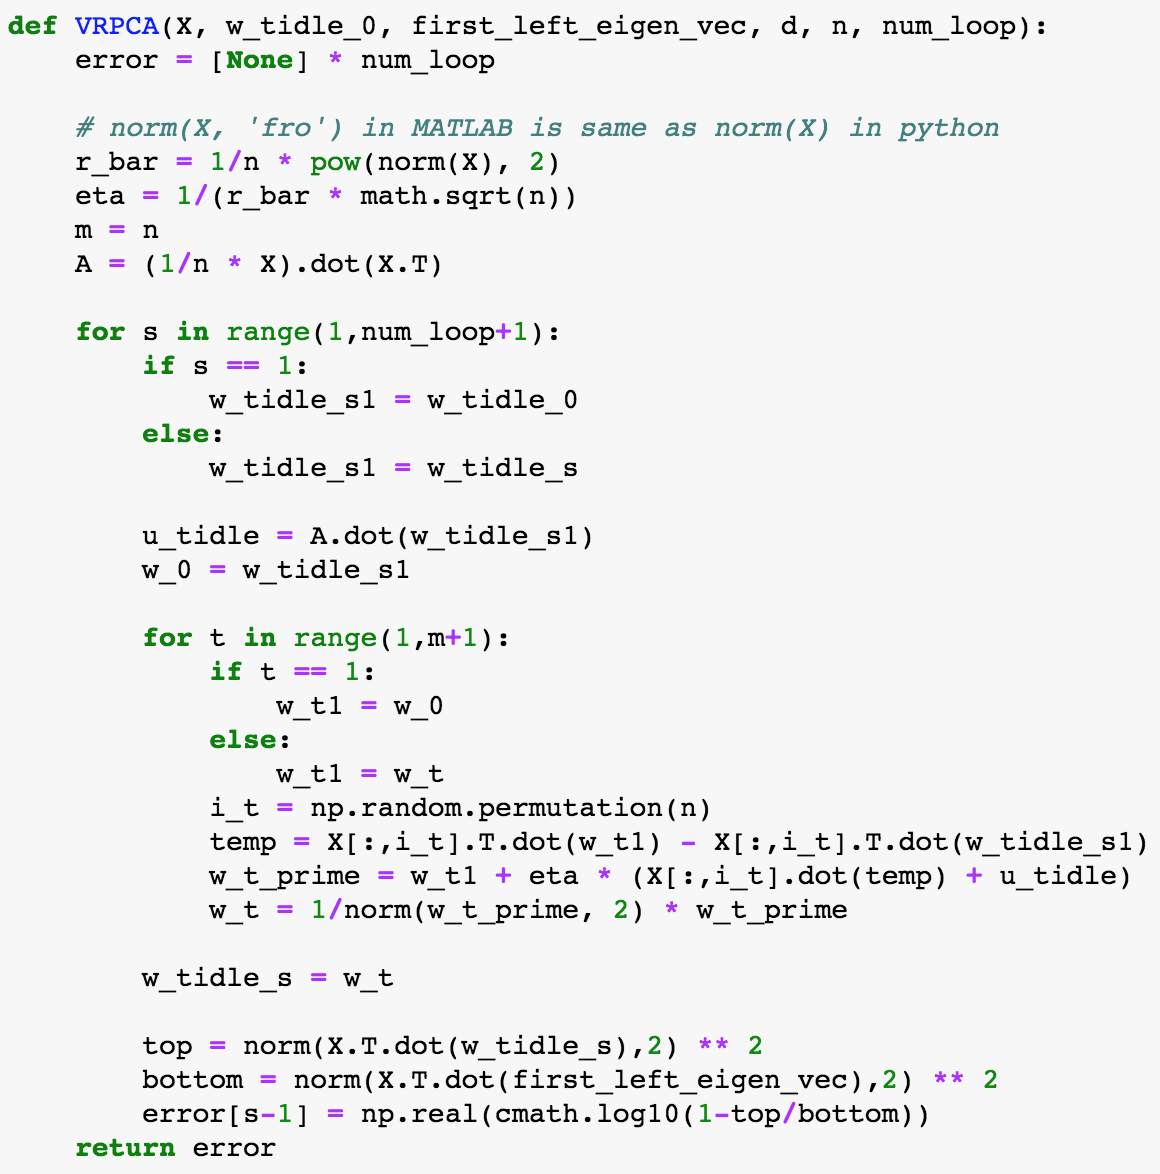 def VRPCA(X, w_tidle_0, first_left_eigen_vec, d, n, num_loop):
    error = [None] * num_loop

    # norm(X, 'fro') in MATLAB is same as norm(X) in python
    r_bar = 1/n * pow(norm(X), 2)
    eta = 1/(r_bar * math.sqrt(n))
    m = n
    A = (1/n * X).dot(X.T)

    for s in range(1,num_loop+1):
        if s == 1:
            w_tidle_s1 = w_tidle_0
        else:
            w_tidle_s1 = w_tidle_s

        u_tidle = A.dot(w_tidle_s1)
        w_0 = w_tidle_s1

        for t in range(1,m+1):
            if t == 1:
                w_t1 = w_0
            else:
                w_t1 = w_t
            i_t = np.random.permutation(n)
            temp = X[:,i_t].T.dot(w_t1) - X[:,i_t].T.dot(w_tidle_s1)
            w_t_prime = w_t1 + eta * (X[:,i_t].dot(temp) + u_tidle)
            w_t = 1/norm(w_t_prime, 2) * w_t_prime

        w_tidle_s = w_t

        top = norm(X.T.dot(w_tidle_s),2) ** 2
        bottom = norm(X.T.dot(first_left_eigen_vec),2) ** 2
        error[s-1] = np.real(cmath.log10(1-top/bottom))
    return error